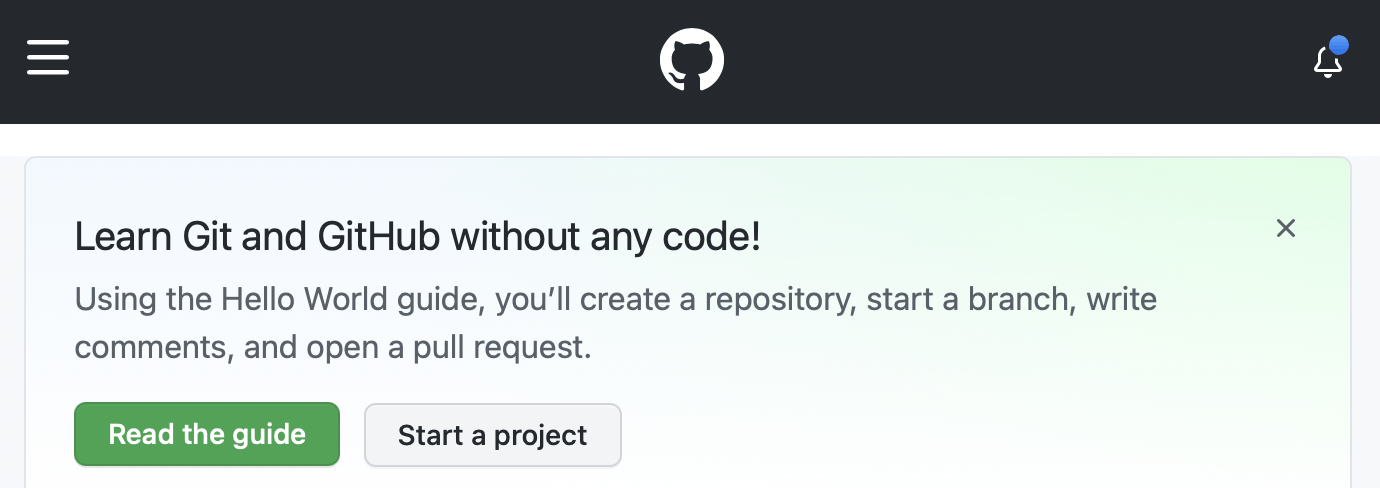 Learn Git and GitHub without any code!
Using the Hello World guide, you’ll create a repository, start a branch, write
comments, and open a pull request.
Read the guide
Start a project